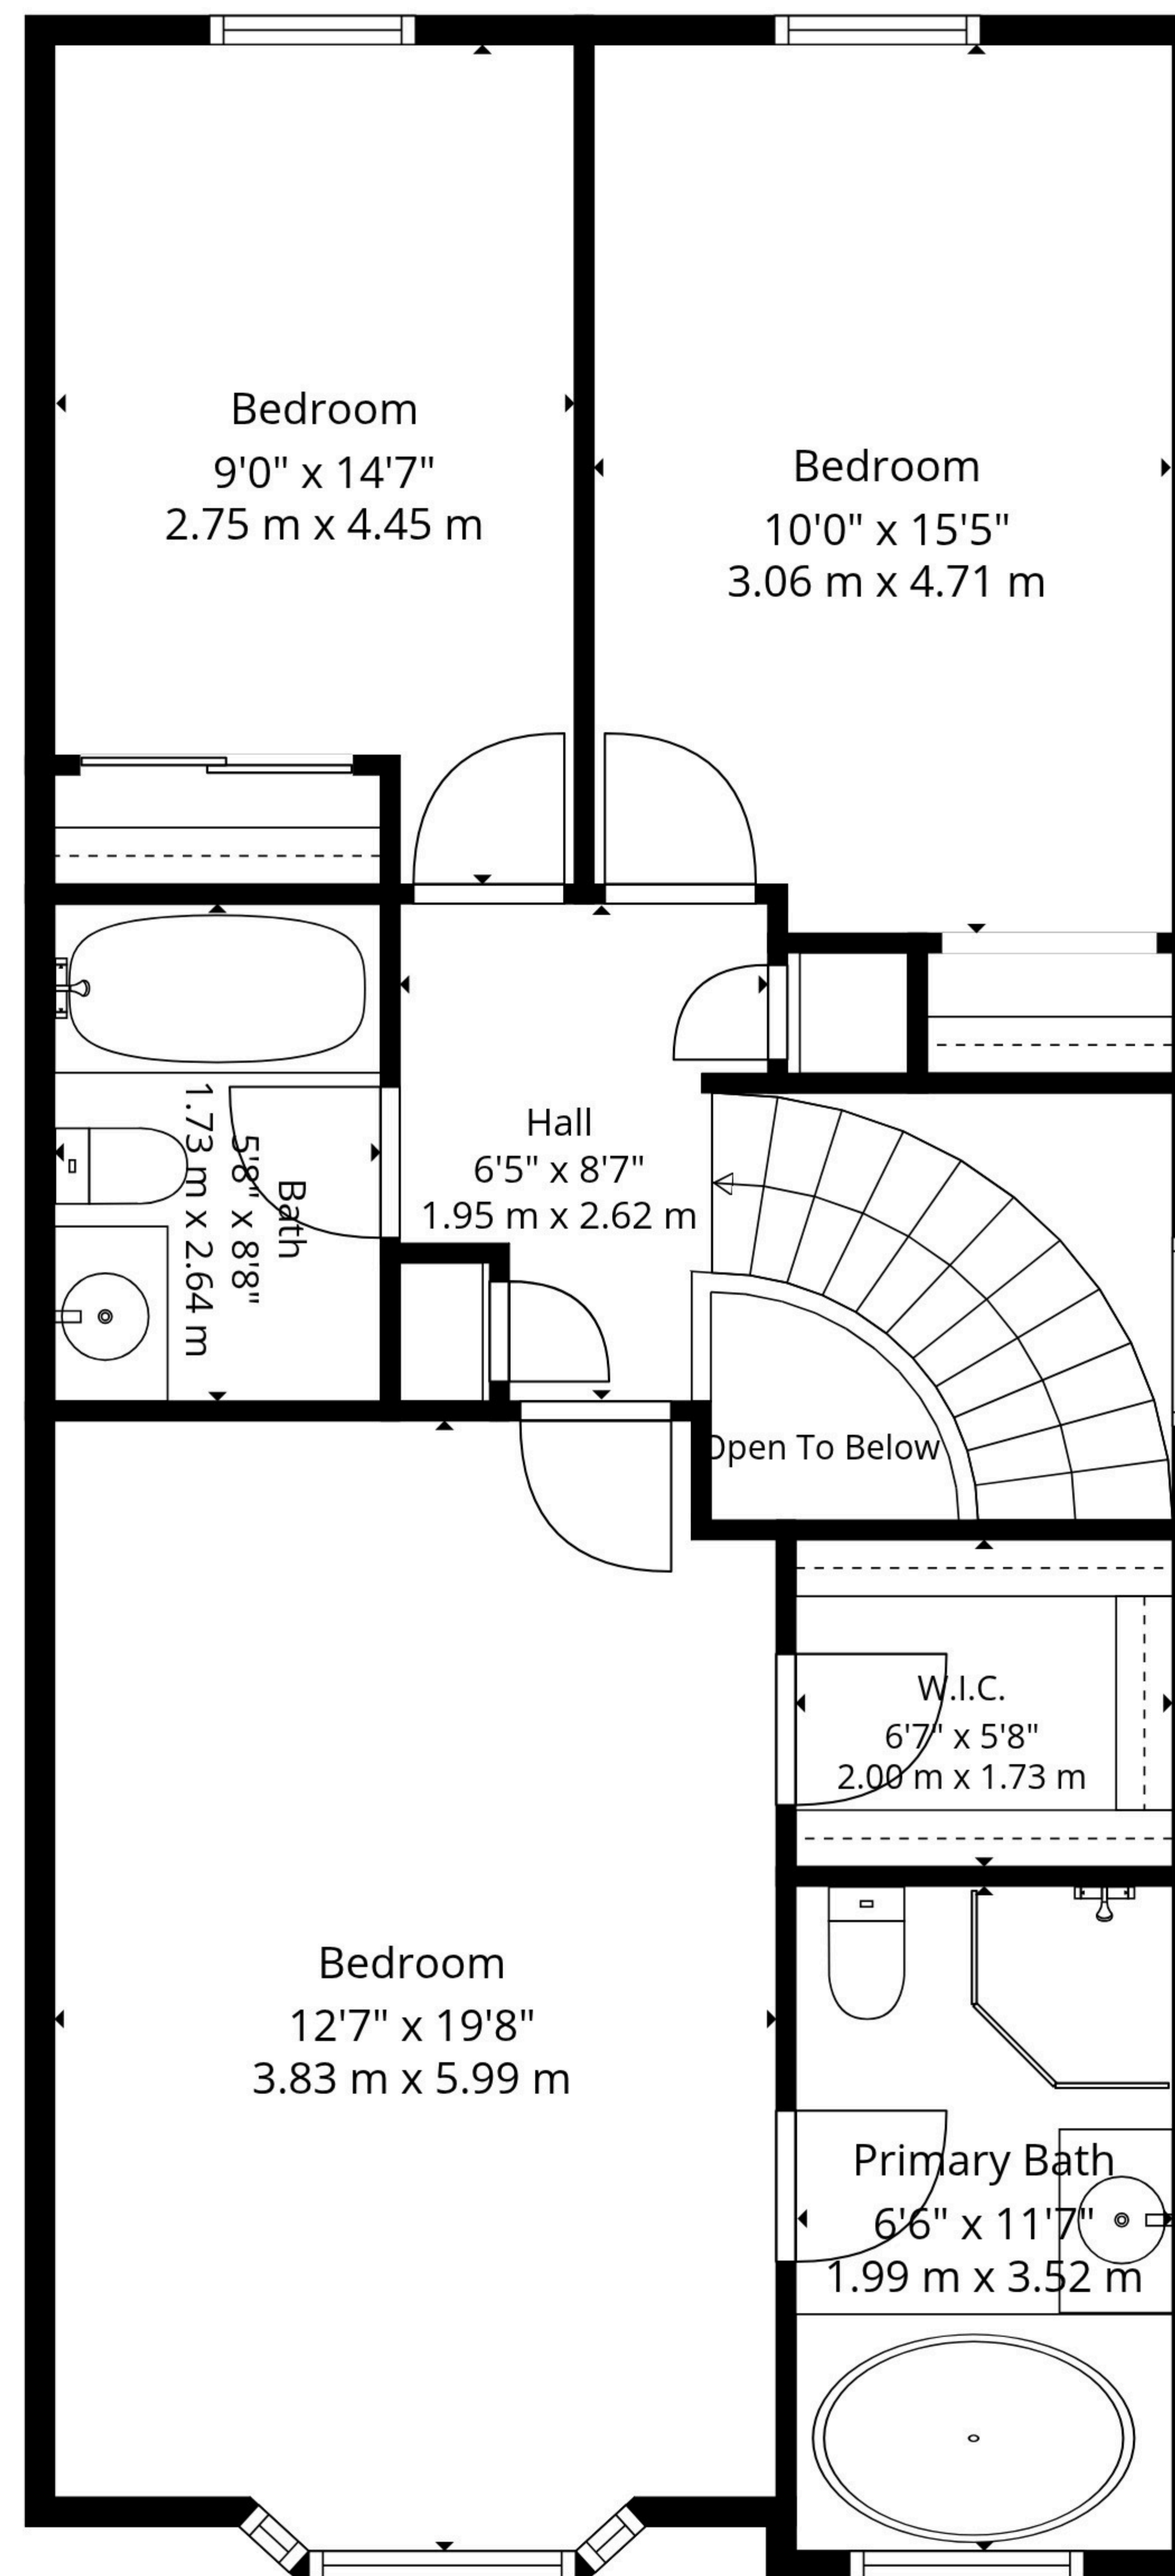 Bedroom
9'0" x 14'7"
2.75 m x 4.45 m
Bedroom
10'0" x 15'5"
3.06 m x 4.71 m
Hall
6'5" x 8'7"
1.95 m x 2.62 m
Bath
5'8" x 8'8"
1.73 m x 2.64 m
Open To Below
W.I.C.
6'7" x 5'8"
2.00 m x 1.73 m
Bedroom
12'7" x 19'8"
3.83 m x 5.99 m
Primary Bath
6'6" x 11'7"
1.99 m x 3.52 m